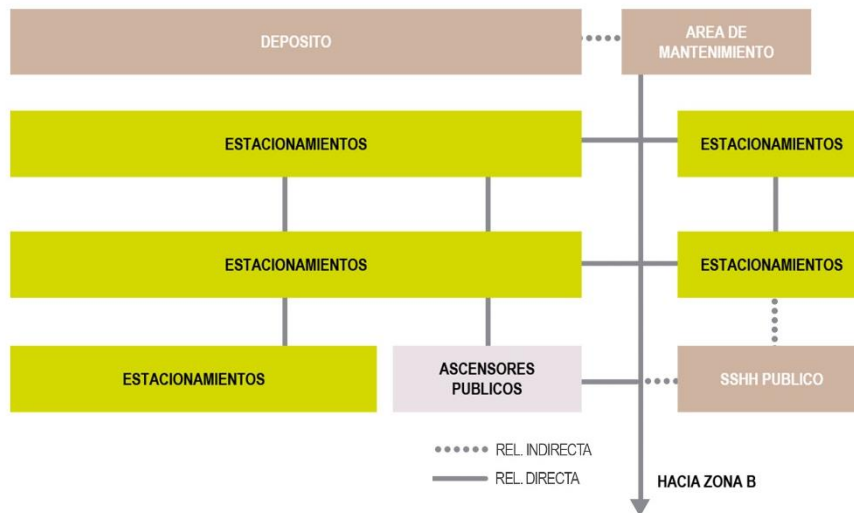 DEPOSITO
AREA DE
MANTENIMIENTO
ESTACIONAMIENTOS
ESTACIONAMIENTOS
ESTACIONAMIENTOS
ESTACIONAMIENTOS
ESTACIONAMIENTOS
ASCENSORES
PUBLICOS
SSHH PUBLICO
REL. INDIRECTA
REL. DIRECTA
HACIA ZONA B